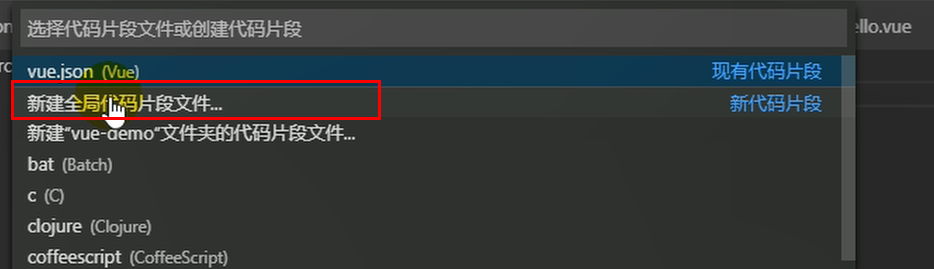 选择代码片段文件或创建代码片段
ello.vue
vue.json (Vue) 现有代码片段
新建全局代码片段文件... 新代码片段
新建"vue-demo"文件夹的代码片段文件...
bat (Batch)
c (C)
clojure (Clojure)
coffeescript (CoffeeScript)